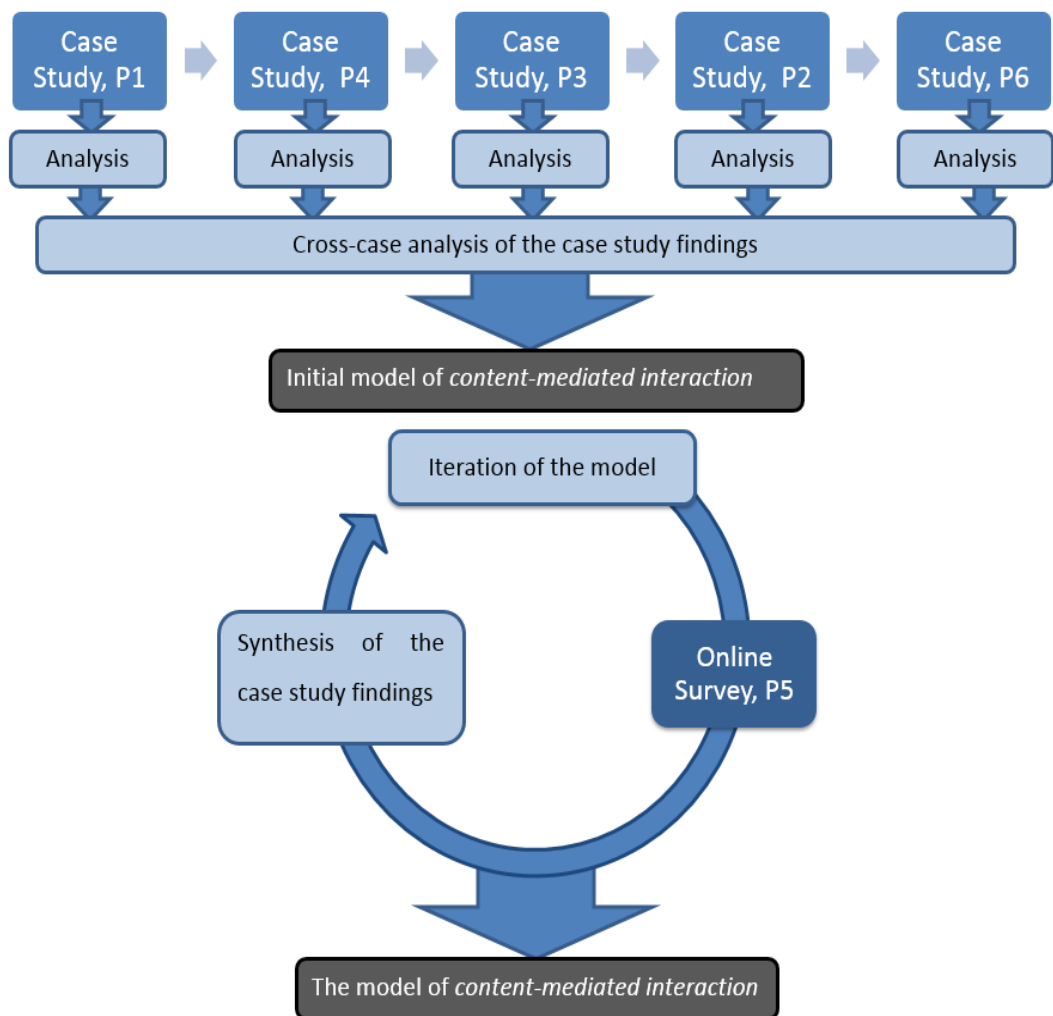 Case
Study, P1
Case
Study, P4
Case
Study, P3
Case
Study, P2
Case
Study, P6
Analysis
Analysis
Analysis
Analysis
Analysis
Cross-case analysis of the case study findings
Initial model of content-mediated interaction
Iteration of the model
Synthesis of the
case study findings
Online
Survey, P5
The model of content-mediated interaction